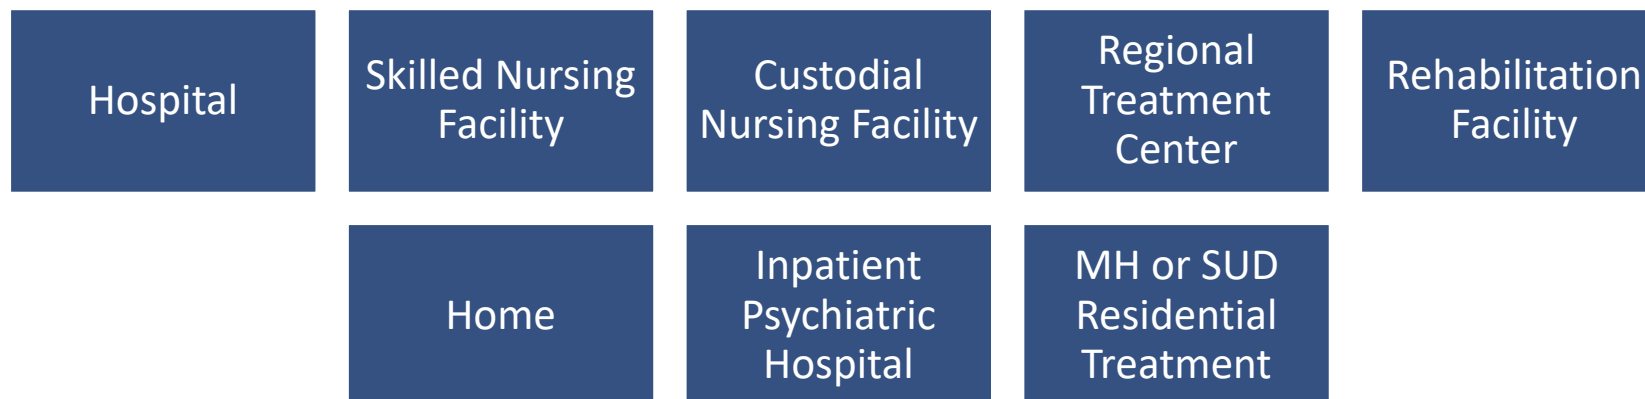 Hospital
Skilled Nursing
Facility
Custodial
Nursing Facility
Regional
Treatment
Center
Rehabilitation
Facility
Home
Inpatient
Psychiatric
Hospital
MH or SUD
Residential
Treatment